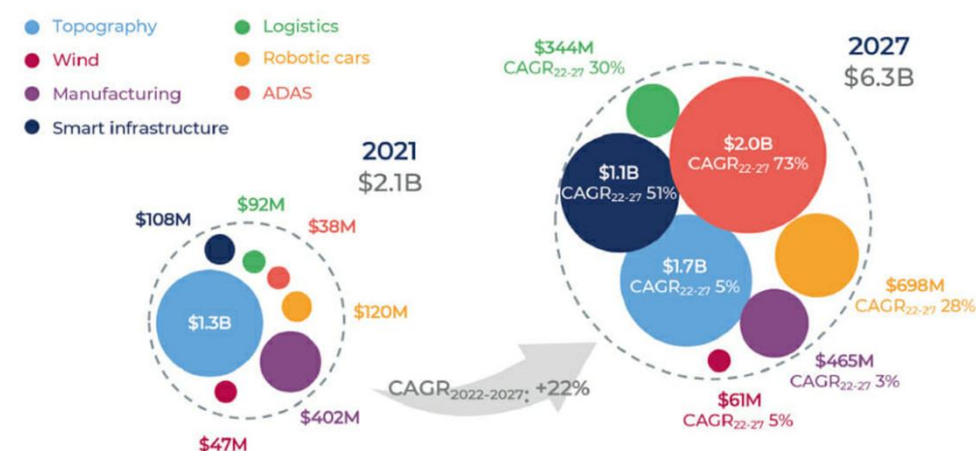 Topography
Wind
Manufacturing
Smart infrastructure
Logistics
Robotic cars
ADAS
2021
$2.1B
$108M
$92M
$38M
$1.3B
$120M
$402M
$47M
CAGR2022-2027: +22%
2027
$6.3B
$344M
CAGR22-27 30%
$2.0B
CAGR22-27 73%
$1.1B
CAGR22-27 51%
$1.7B
CAGR22-27 5%
$698M
CAGR22-27 28%
$465M
CAGR22-27 3%
$61M
CAGR22-27 5%